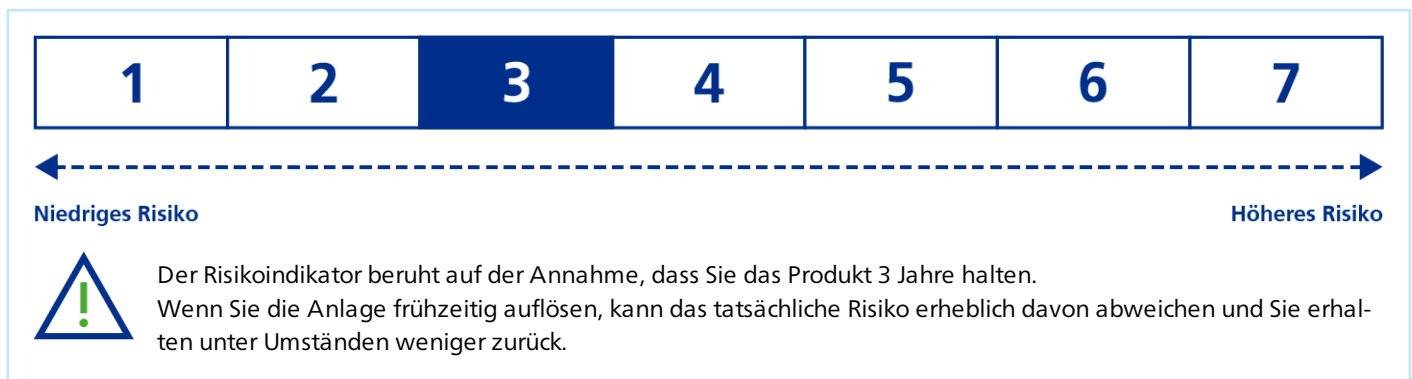 1 2 3 4 5 6 7
Niedriges Risiko Höheres Risiko
Der Risikoindikator beruht auf der Annahme, dass Sie das Produkt 3 Jahre halten.
Wenn Sie die Anlage frühzeitig auflösen, kann das tatsächliche Risiko erheblich davon abweichen und Sie erhal-
ten unter Umständen weniger zurück.